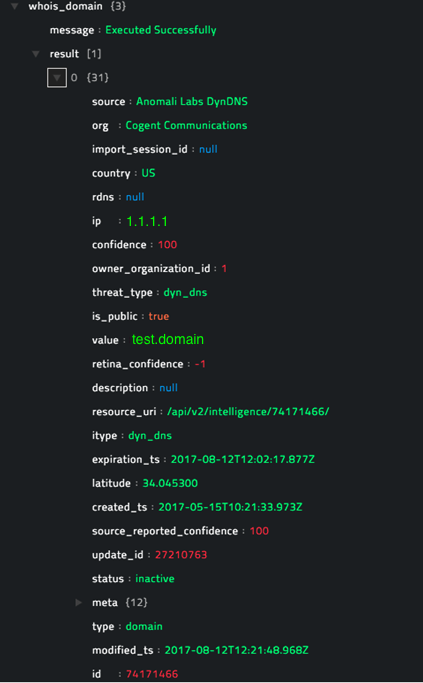 whois_domain {3}
message : Executed Successfully
result [1]
0 {31}
source : Anomali Labs DynDNS
org : Cogent Communications
import_session_id : null
country : US
rdns : null
ip : 1.1.1.1
confidence : 100
owner_organization_id : 1
threat_type : dyn_dns
is_public : true
value : test.domain
retina_confidence : -1
description : null
resource_uri : /api/v2/intelligence/74171466/
itype : dyn_dns
expiration_ts : 2017-08-12T12:02:17.877Z
latitude : 34.045300
created_ts : 2017-05-15T10:21:33.973Z
source_reported_confidence : 100
update_id : 27210763
status : inactive
meta {12}
type : domain
modified_ts : 2017-08-12T12:21:48.968Z
id : 74171466